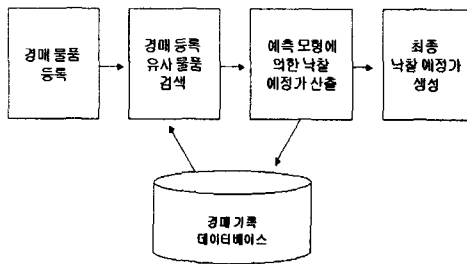 경매 물품
등록
경매 등록
유사 물품
검색
예측 모형에
의한 낙찰
예정가 산출
최종
낙찰 예정가
생성
경매 기록
데이터베이스